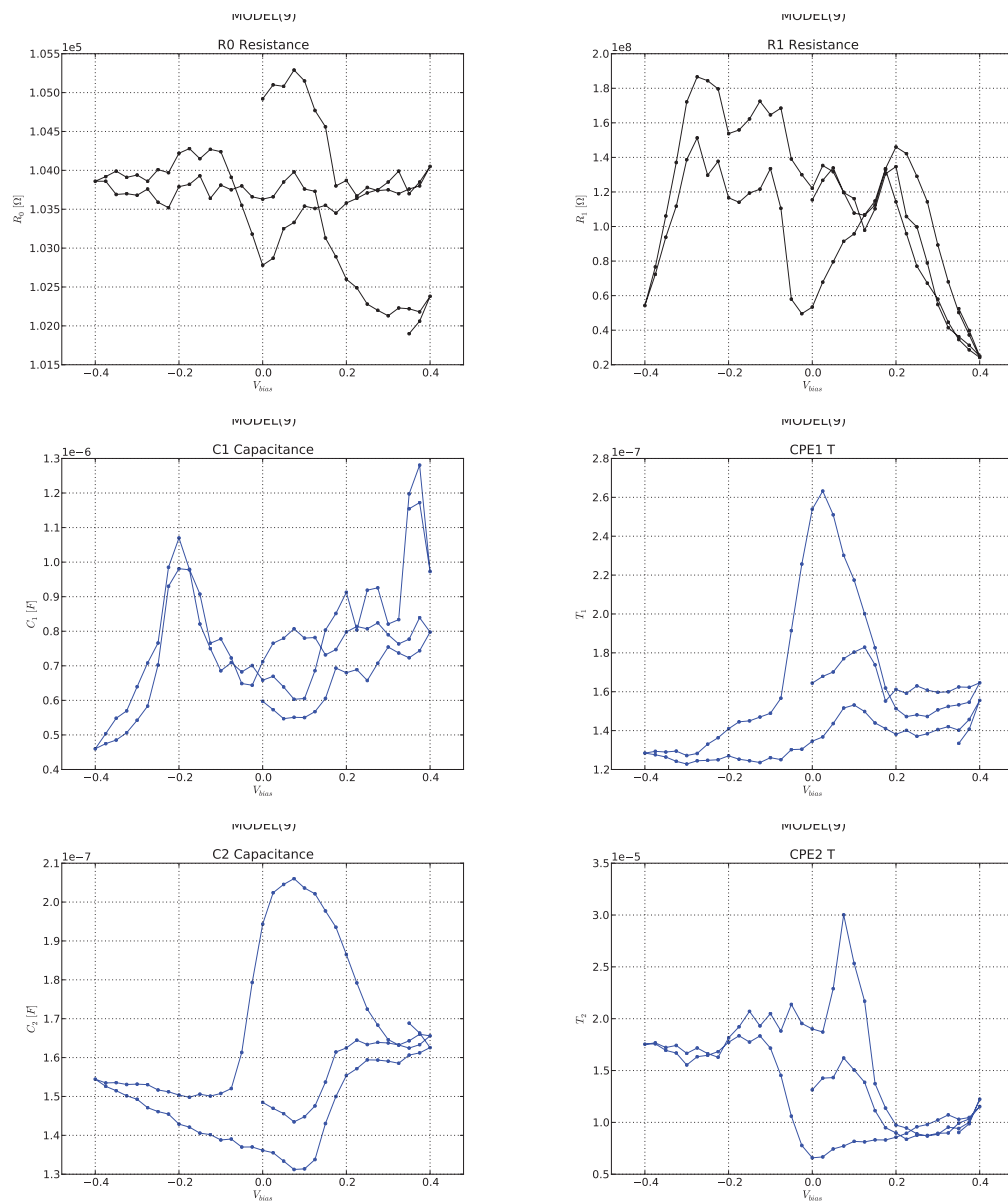 MODEL(9)
R0 Resistance
1e5
1.055
1.050
1.045
1.040
1.035
1.030
1.025
1.020
1.015
R0 [Ω]
−0.4 −0.2 0.0 0.2 0.4
Vbias
MODEL(9)
R1 Resistance
1e8
2.0
1.8
1.6
1.4
1.2
1.0
0.8
0.6
0.4
0.2
R1 [Ω]
−0.4 −0.2 0.0 0.2 0.4
Vbias
MODEL(9)
C1 Capacitance
1e−6
1.3
1.2
1.1
1.0
0.9
0.8
0.7
0.6
0.5
0.4
C1 [F]
−0.4 −0.2 0.0 0.2 0.4
Vbias
MODEL(9)
CPE1 T
1e−7
2.8
2.6
2.4
2.2
2.0
1.8
1.6
1.4
1.2
T1
−0.4 −0.2 0.0 0.2 0.4
Vbias
MODEL(9)
C2 Capacitance
1e−7
2.1
2.0
1.9
1.8
1.7
1.6
1.5
1.4
1.3
C2 [F]
−0.4 −0.2 0.0 0.2 0.4
Vbias
MODEL(9)
CPE2 T
1e−5
3.5
3.0
2.5
2.0
1.5
1.0
0.5
T2
−0.4 −0.2 0.0 0.2 0.4
Vbias